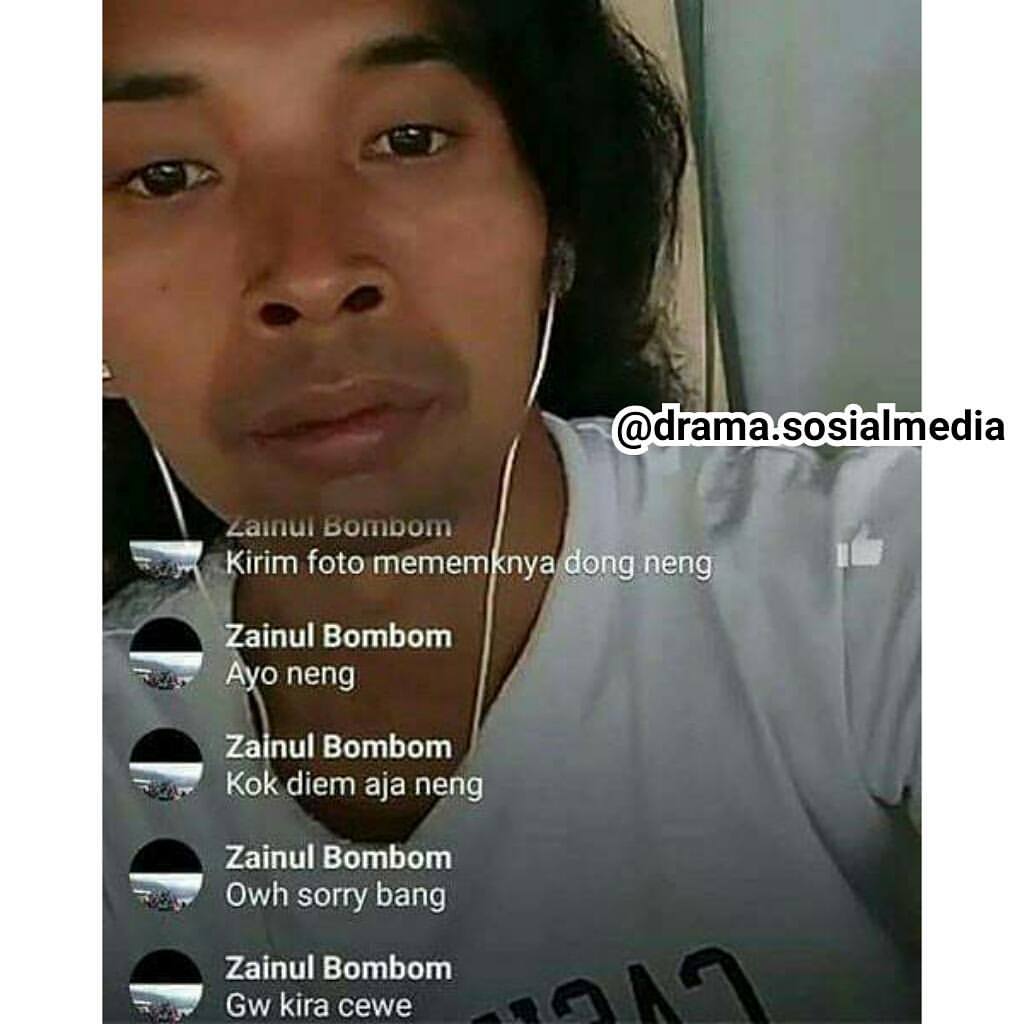 @drama.sosialmedia
Zainul Bombom
Kirim foto mememknya dong neng
Zainul Bombom
Ayo neng
Zainul Bombom
Kok diem aja neng
Zainul Bombom
Owh sorry bang
Zainul Bombom
Gw kira cewe